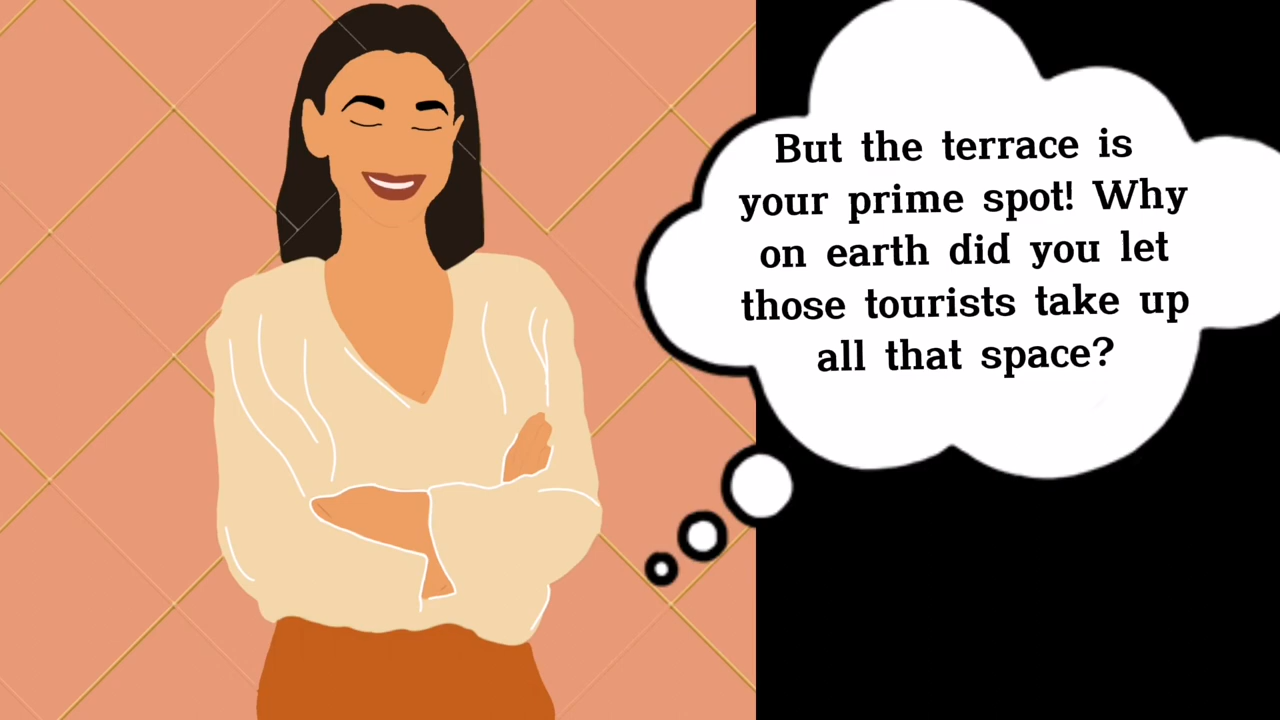 But the terrace is
your prime spot! Why
on earth did you let
those tourists take up
all that space?